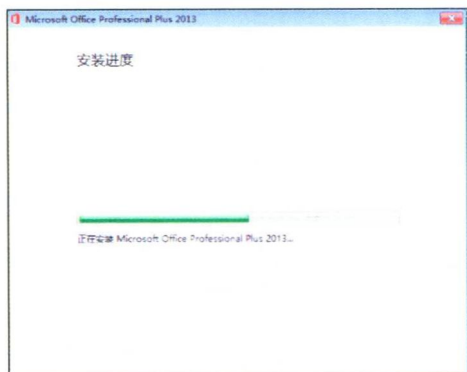 Microsoft Office Professional Plus 2013
安装进度
正在安装 Microsoft Office Professional Plus 2013...